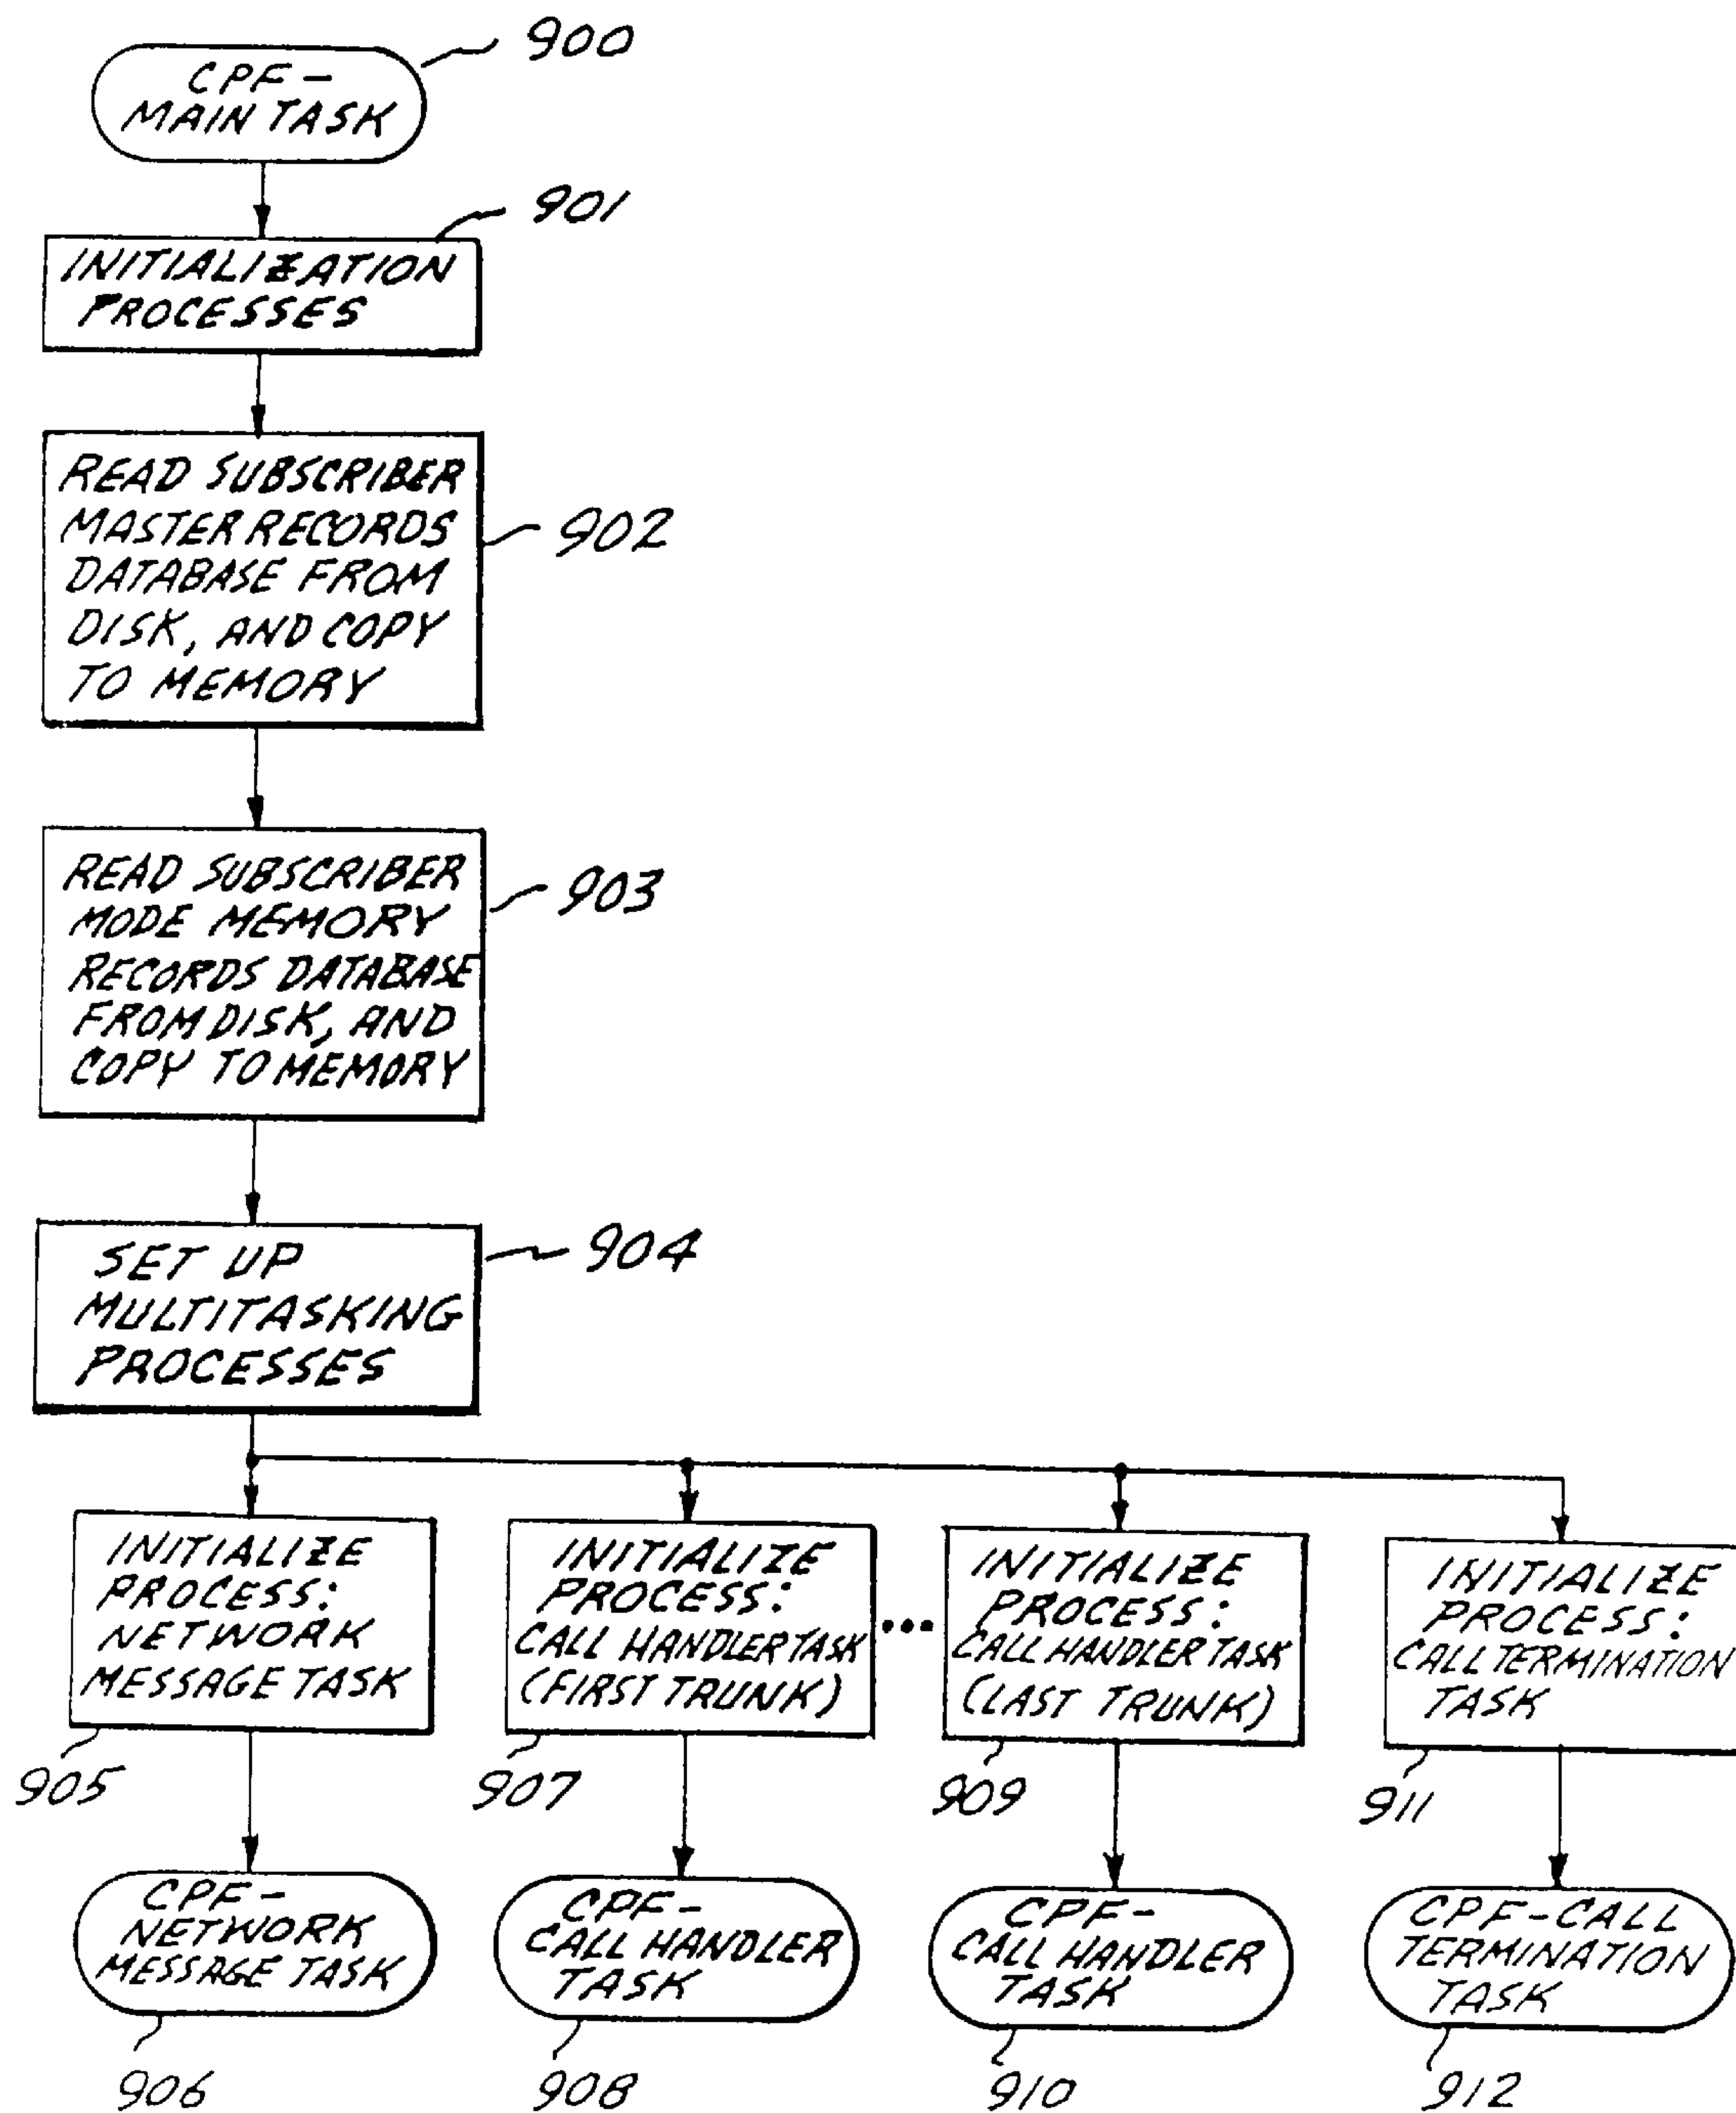 900
CPF-
MAIN TASK
901
INITIALIZATION
PROCESSES
READ SUBSCRIBER
MASTER RECORDS
DATABASE FROM
DISK, AND COPY
TO MEMORY
902
READ SUBSCRIBER
MODE MEMORY
RECORDS DATABASE
FROM DISK, AND
COPY TO MEMORY
903
SET UP
MULTITASKING
PROCESSES
904
INITIALIZE
PROCESS:
NETWORK
MESSAGE TASK
905
INITIALIZE
PROCESS:
CALL HANDLER TASK
(FIRST TRUNK)
907
...
INITIALIZE
PROCESS:
CALL HANDLER TASK
(LAST TRUNK)
909
INITIALIZE
PROCESS:
CALL TERMINATION
TASK
911
CPF-
NETWORK
MESSAGE TASK
906
CPF-
CALL HANDLER
TASK
908
CPF-
CALL HANDLER
TASK
910
CPF-CALL
TERMINATION
TASK
912